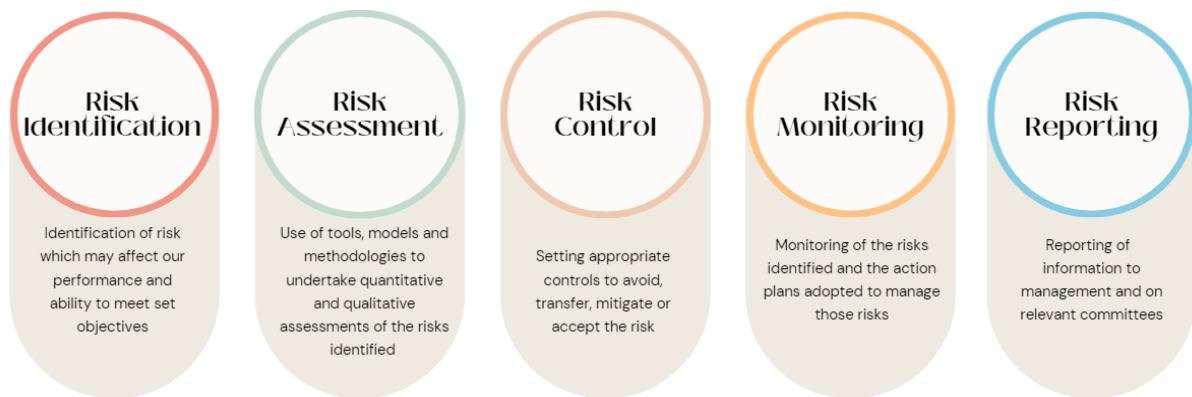 Risk
Identification
Identification of risk
which may affect our
performance and
ability to meet set
objectives
Risk
Assessment
Use of tools, models and
methodologies to
undertake quantitative
and qualitative
assessments of the risks
identified
Risk
Control
Setting appropriate
controls to avoid,
transfer, mitigate or
accept the risk
Risk
Monitoring
Monitoring of the risks
identified and the action
plans adopted to manage
those risks
Risk
Reporting
Reporting of
information to
management and on
relevant committees